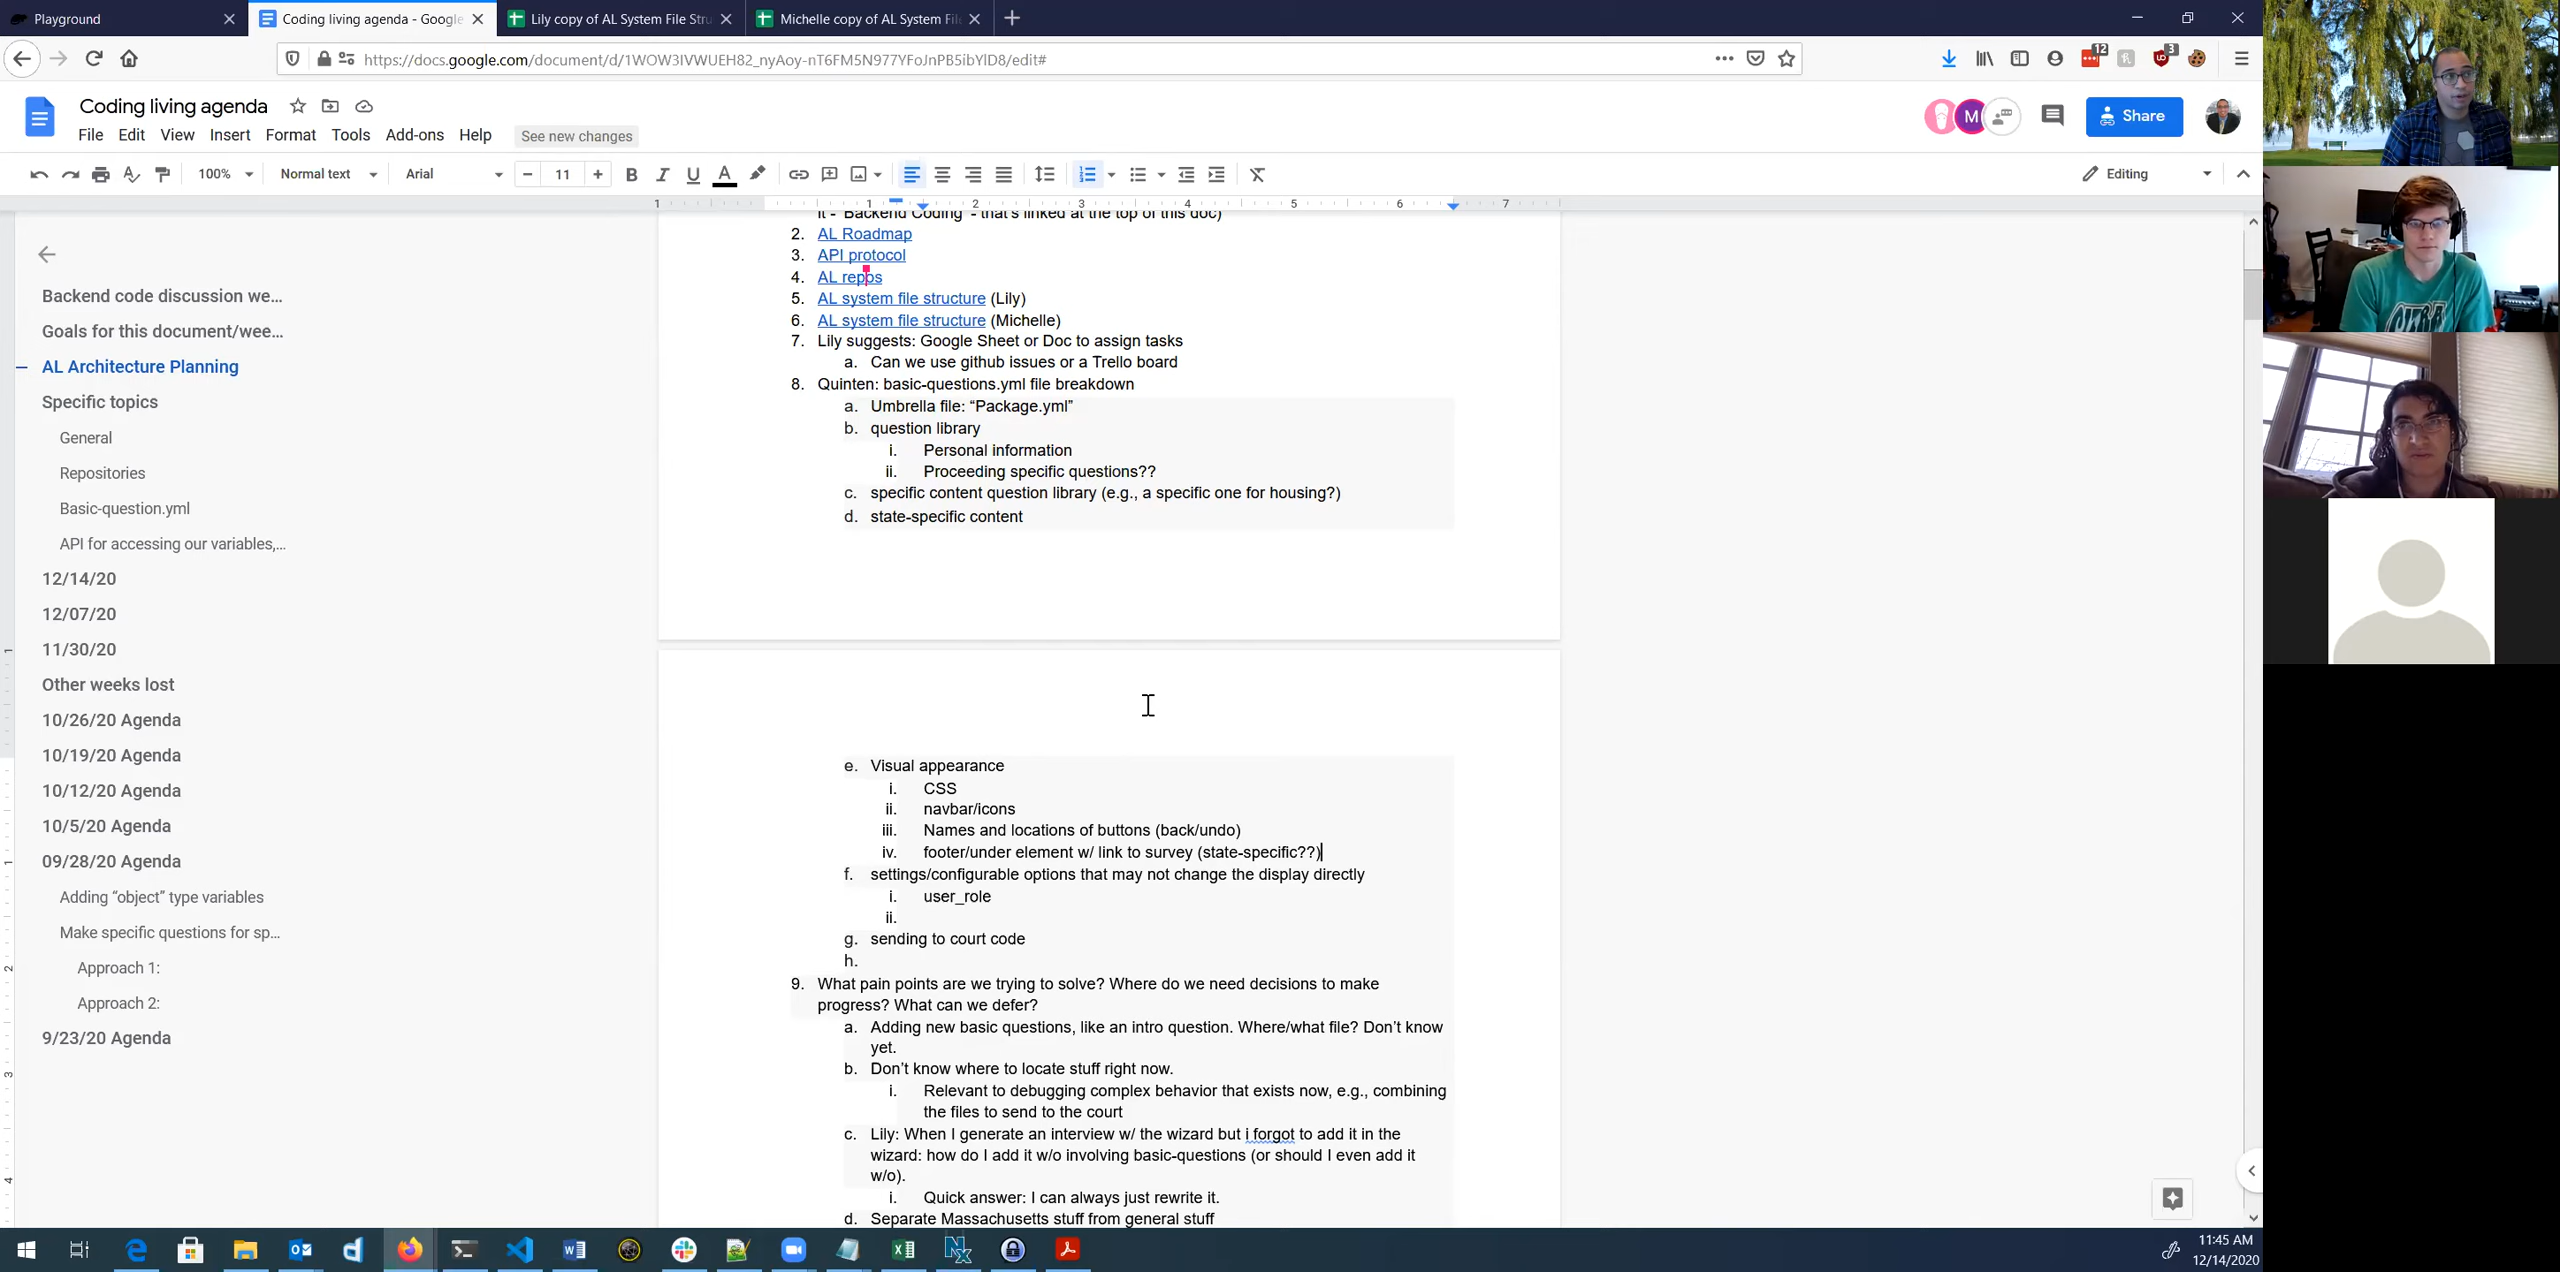 Playground
Coding living agenda - Google
Lily copy of AL System File Stru
Michelle copy of AL System File
https://docs.google.com/document/d/1WOW3IVWUEH82_nyAoy-nT6FM5N977YFoJnPB5ibYlD8/edit#
12
3
Coding living agenda
File Edit View Insert Format Tools Add-ons Help See new changes
M
Share
100% Normal text Arial 11 B I U A
Editing
1 1 2 3 4 5 6 7
it - "Backend Coding" - that's linked at the top of this doc)
2. AL Roadmap
3. API protocol
4. AL repos
5. AL system file structure (Lily)
6. AL system file structure (Michelle)
7. Lily suggests: Google Sheet or Doc to assign tasks
a. Can we use github issues or a Trello board
8. Quinten: basic-questions.yml file breakdown
a. Umbrella file: “Package.yml”
b. question library
i. Personal information
ii. Proceeding specific questions??
c. specific content question library (e.g., a specific one for housing?)
d. state-specific content
e. Visual appearance
i. CSS
ii. navbar/icons
iii. Names and locations of buttons (back/undo)
iv. footer/under element w/ link to survey (state-specific??)
f. settings/configurable options that may not change the display directly
i. user_role
ii.
g. sending to court code
h.
9. What pain points are we trying to solve? Where do we need decisions to make
progress? What can we defer?
a. Adding new basic questions, like an intro question. Where/what file? Don’t know
yet.
b. Don’t know where to locate stuff right now.
i. Relevant to debugging complex behavior that exists now, e.g., combining
the files to send to the court
c. Lily: When I generate an interview w/ the wizard but i forgot to add it in the
wizard: how do I add it w/o involving basic-questions (or should I even add it
w/o).
i. Quick answer: I can always just rewrite it.
d. Separate Massachusetts stuff from general stuff
Backend code discussion we...
Goals for this document/wee...
AL Architecture Planning
Specific topics
General
Repositories
Basic-question.yml
API for accessing our variables,...
12/14/20
12/07/20
11/30/20
Other weeks lost
10/26/20 Agenda
10/19/20 Agenda
10/12/20 Agenda
10/5/20 Agenda
09/28/20 Agenda
Adding “object” type variables
Make specific questions for sp...
Approach 1:
Approach 2:
9/23/20 Agenda
1
1
2
3
4
11:45 AM
12/14/2020